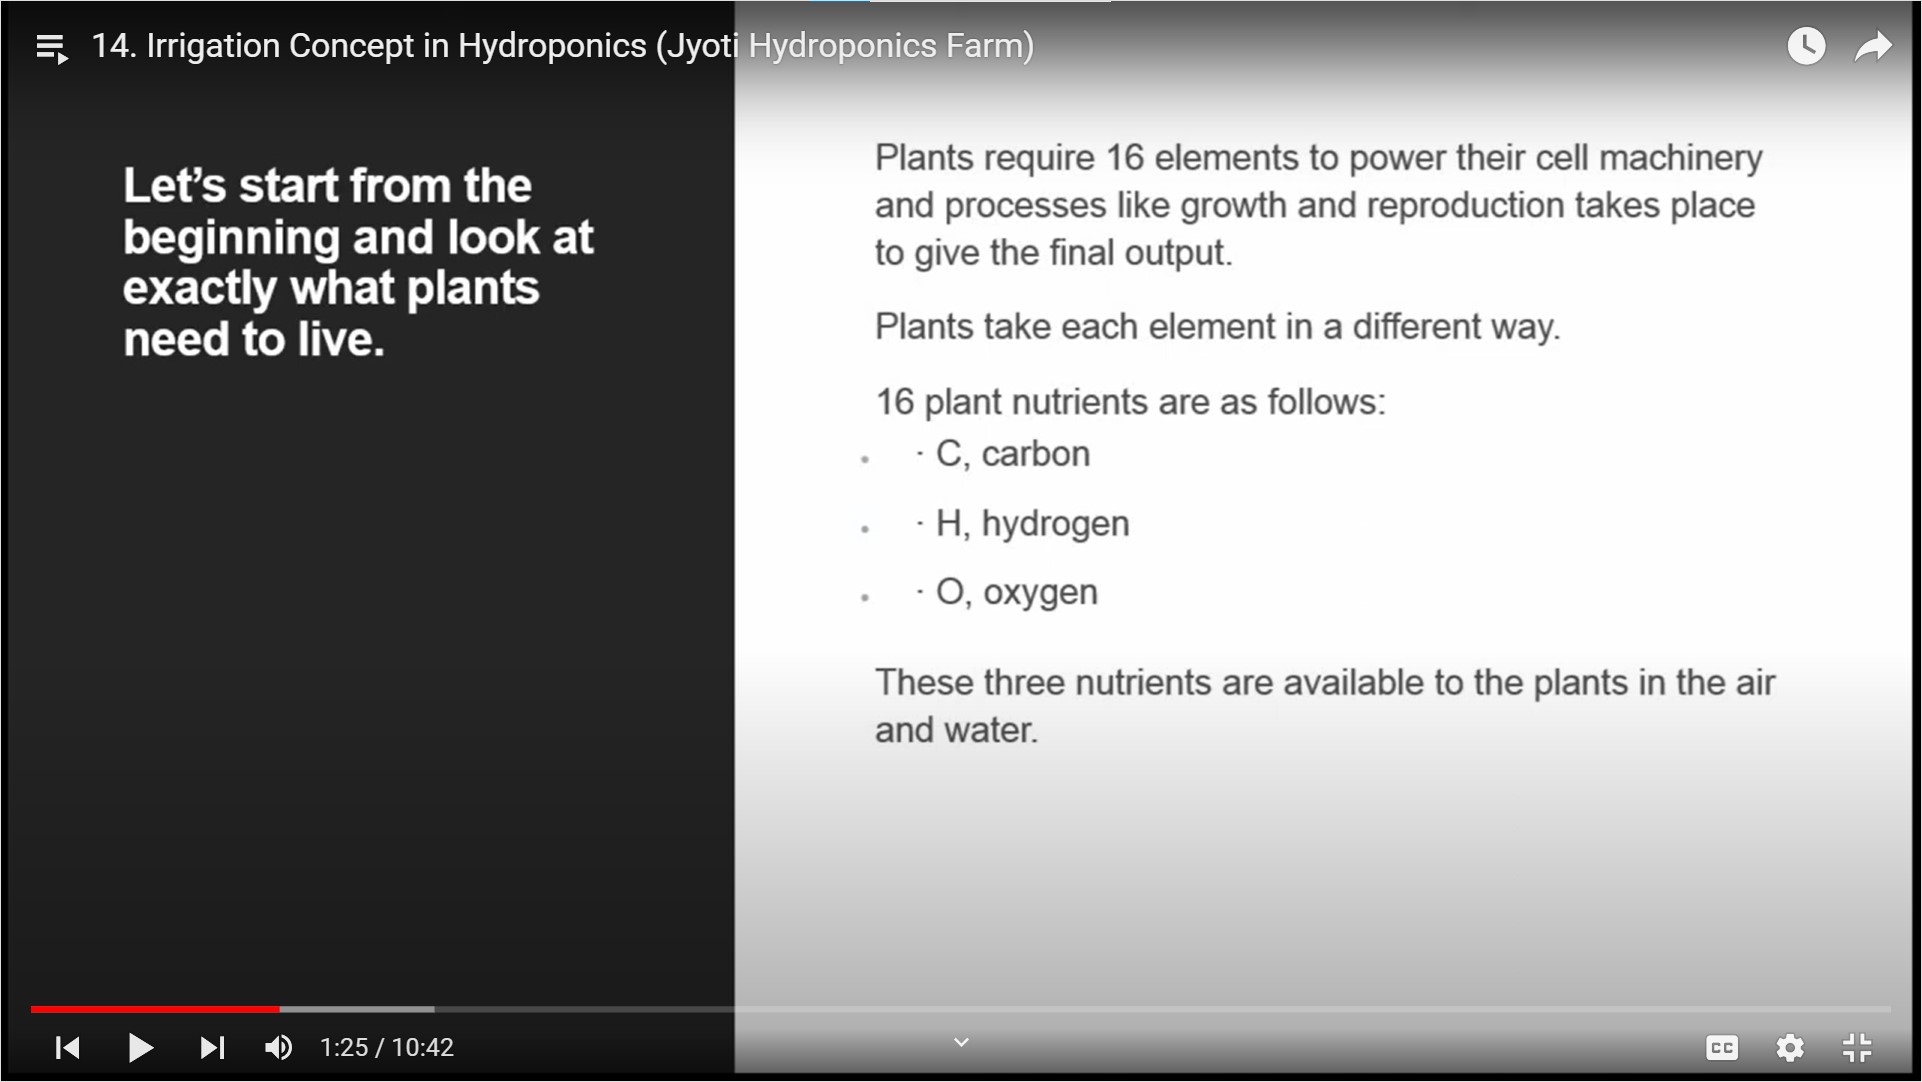 14. Irrigation Concept in Hydroponics (Jyoti Hydroponics Farm)
Let’s start from the
beginning and look at
exactly what plants
need to live.
Plants require 16 elements to power their cell machinery
and processes like growth and reproduction takes place
to give the final output.
Plants take each element in a different way.
16 plant nutrients are as follows:
• · C, carbon
• · H, hydrogen
• · O, oxygen
These three nutrients are available to the plants in the air
and water.
1:25 / 10:42
CC